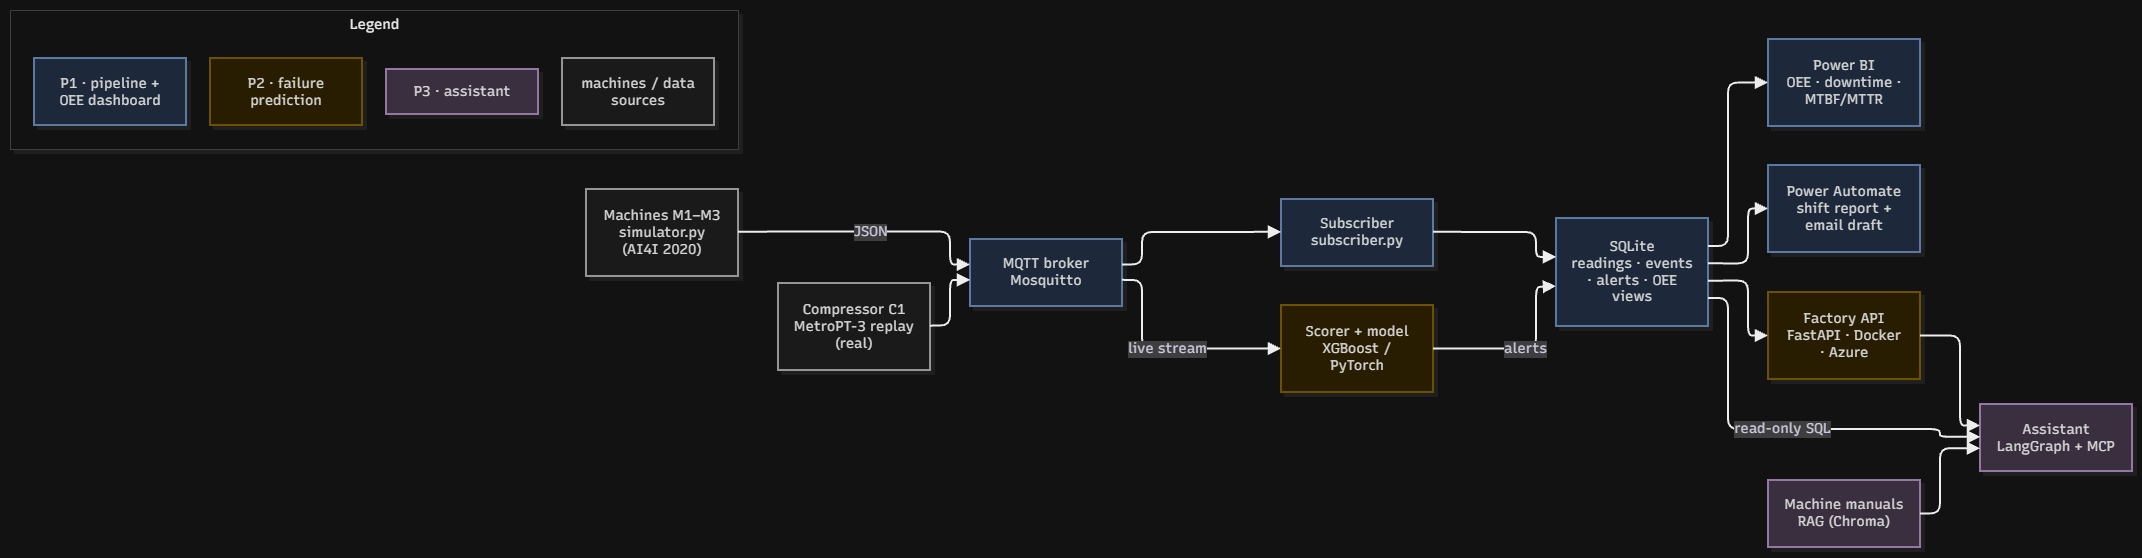 Legend
P1 · pipeline +
OEE dashboard
P2 · failure
prediction
P3 · assistant
machines / data
sources
Machines M1–M3
simulator.py
(AI4I 2020)
JSON
Compressor C1
MetroPT-3 replay
(real)
MQTT broker
Mosquitto
live stream
Subscriber
subscriber.py
Scorer + model
XGBoost /
PyTorch
alerts
SQLite
readings · events
· alerts · OEE
views
Power BI
OEE · downtime ·
MTBF/MTTR
Power Automate
shift report +
email draft
Factory API
FastAPI · Docker
· Azure
read-only SQL
Assistant
LangGraph + MCP
Machine manuals
RAG (Chroma)